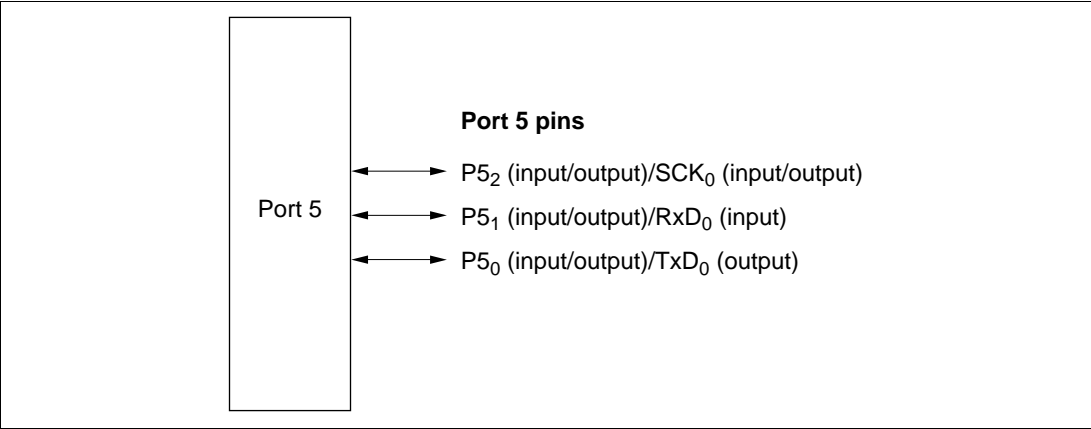 Port 5 pins
P5₂ (input/output)/SCK₀ (input/output)
Port 5
P5₁ (input/output)/RxD₀ (input)
P5₀ (input/output)/TxD₀ (output)